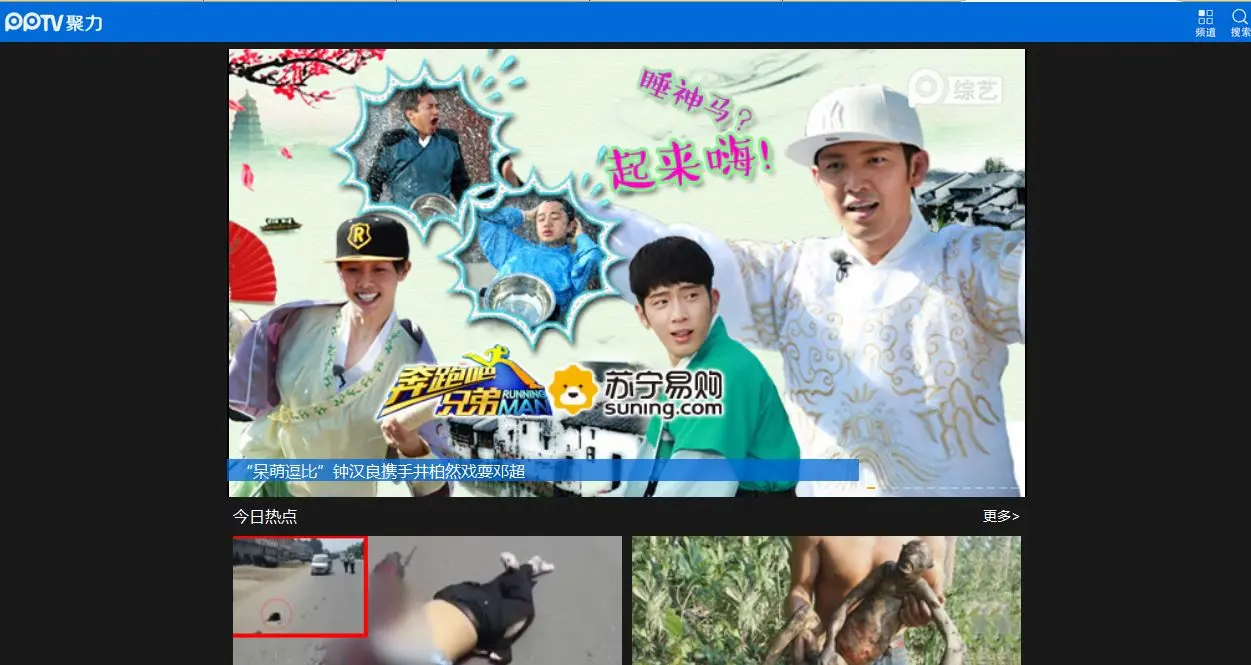 PPTV聚力
频道
搜索
综艺
睡神马?
起来嗨!
R
奔跑吧
兄弟
RUNNING
MAN
苏宁易购
suning.com
“呆萌逗比”钟汉良携手井柏然戏耍邓超
今日热点
更多>